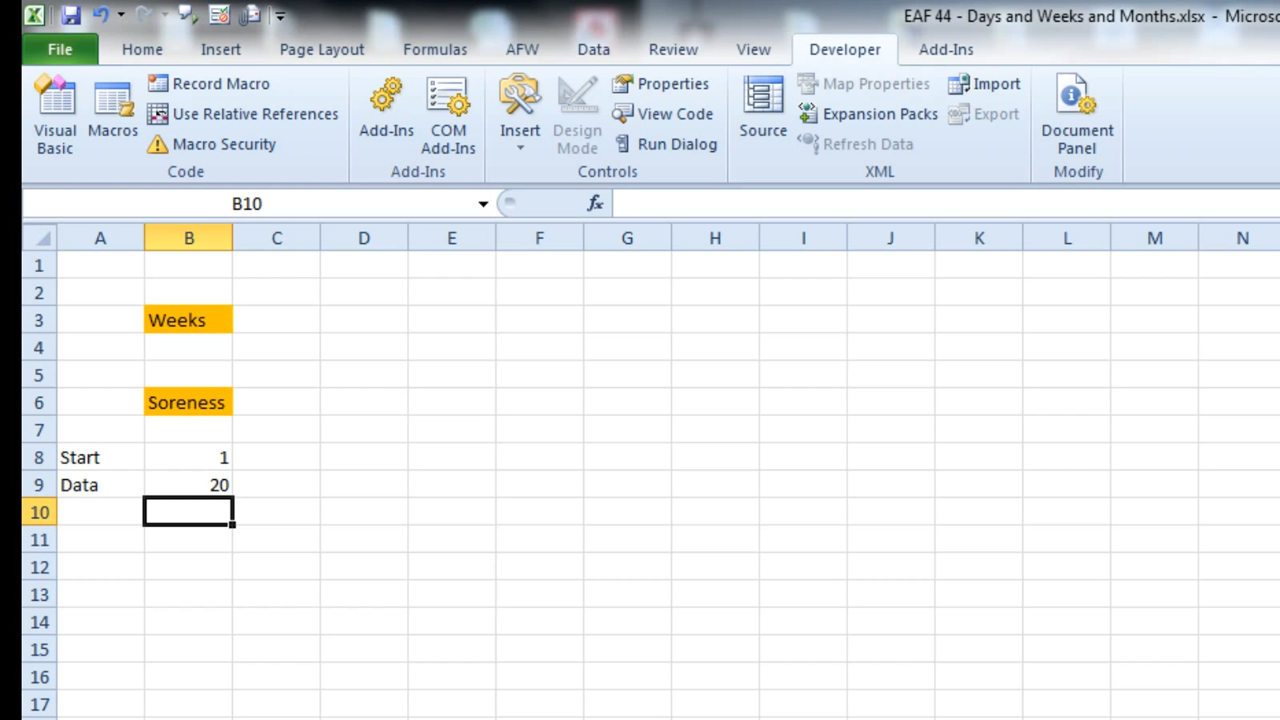 EAF 44 - Days and Weeks and Months.xlsx - Microso
File Home Insert Page Layout Formulas AFW Data Review View Developer Add-Ins
Visual Basic
Macros
Record Macro
Use Relative References
Macro Security
Code
Add-Ins
COM Add-Ins
Add-Ins
Insert
Design Mode
Properties
View Code
Run Dialog
Controls
Source
Map Properties
Expansion Packs
Refresh Data
Import
Export
XML
Document Panel
Modify
B10 fx
A B C D E F G H I J K L M N
1
2
3 Weeks
4
5
6 Soreness
7
8 Start 1
9 Data 20
10
11
12
13
14
15
16
17